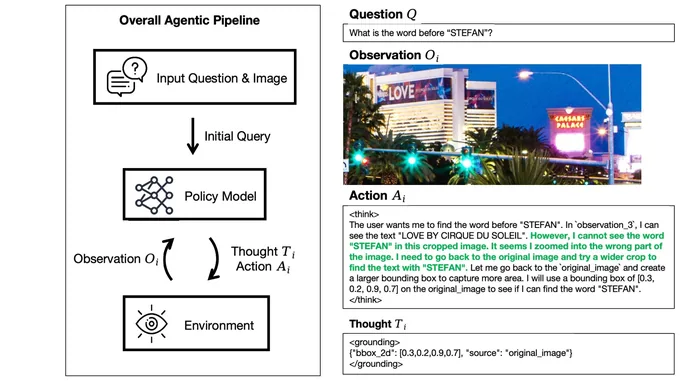 Overall Agentic Pipeline
Input Question & Image
Initial Query
Policy Model
Observation Oi
Thought Ti
Action Ai
Environment
Question Q
What is the word before “STEFAN”?
Observation Oi
LOVE
CAESARS
PALACE
Action Ai
<think>
The user wants me to find the word before "STEFAN". In `observation_3`, I can
see the text "LOVE BY CIRQUE DU SOLEIL". However, I cannot see the word
"STEFAN" in this cropped image. It seems I zoomed into the wrong part of
the image. I need to go back to the original image and try a wider crop to
find the text with "STEFAN". Let me go back to the `original_image` and create
a larger bounding box to capture more area. I will use a bounding box of [0.3,
0.2, 0.9, 0.7] on the original_image to see if I can find the word "STEFAN".
</think>
Thought Ti
<grounding>
{"bbox_2d": [0.3,0.2,0.9,0.7], "source": "original_image"}
</grounding>